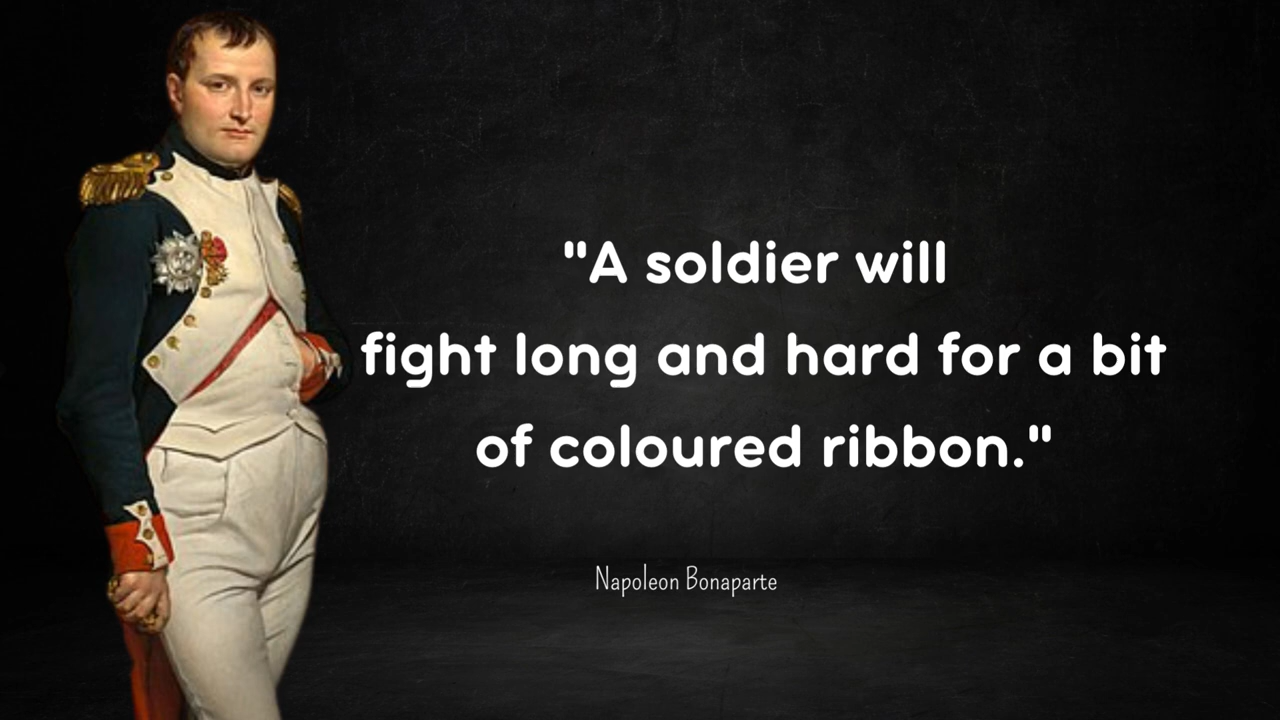 "A soldier will
fight long and hard for a bit
of coloured ribbon."
Napoleon Bonaparte